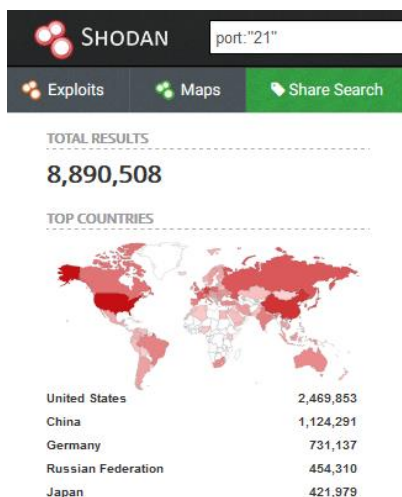 SHODAN port:"21"
Exploits Maps Share Search
TOTAL RESULTS
8,890,508
TOP COUNTRIES
United States 2,469,853
China 1,124,291
Germany 731,137
Russian Federation 454,310
Japan 421,979